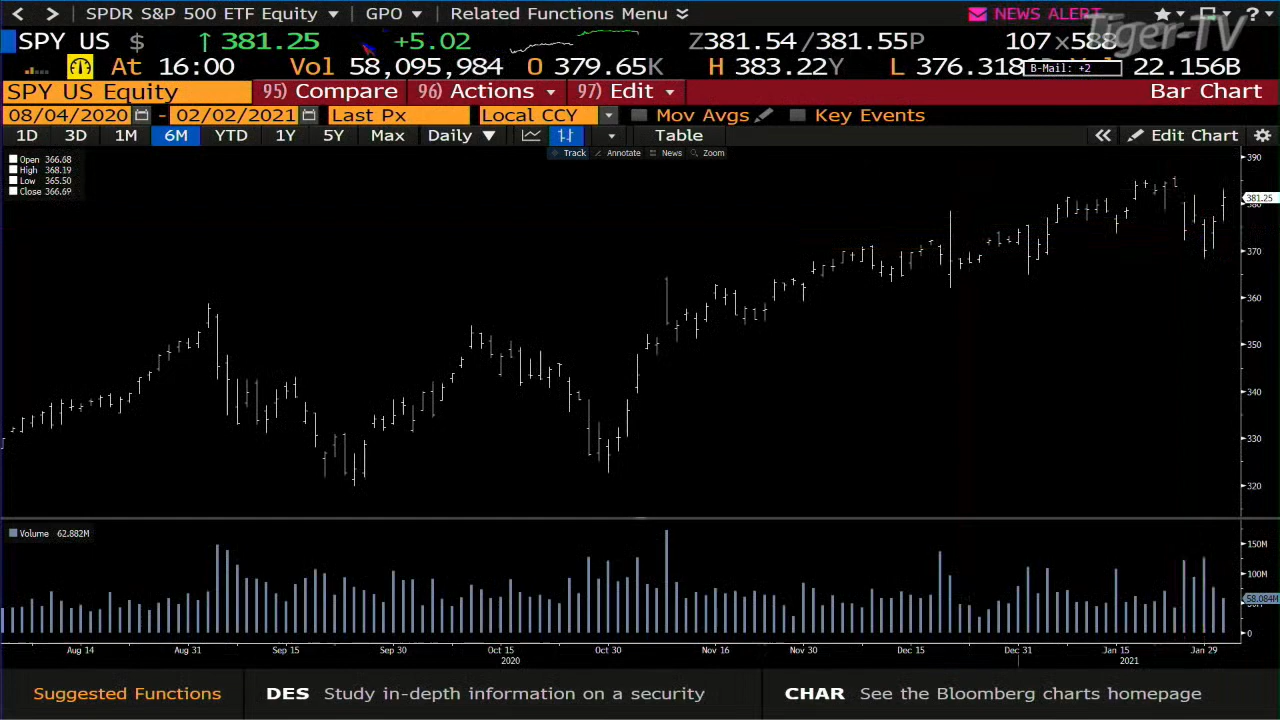 SPDR S&P 500 ETF Equity GPO Related Functions Menu NEWS ALERT ?
Tiger-TV
SPY US $ ↑ 381.25 +5.02 Z381.54/381.55P 107x588
At 16:00 Vol 58,095,984 O 379.65K H 383.22Y L 376.318 22.156B
B-Mail: +2
SPY US Equity 95) Compare 96) Actions 97) Edit Bar Chart
08/04/2020 - 02/02/2021 Last Px Local CCY Mov Avgs Key Events
1D 3D 1M 6M YTD 1Y 5Y Max Daily ▼ Table « Edit Chart
Track Annotate News Zoom
Open 366.68
High 368.19
Low 365.50
Close 366.69
390
381.25
380
370
360
350
340
330
320
Volume 62.882M
150M
100M
58.084M
0
Aug 14 Aug 31 Sep 15 Sep 30 Oct 15 Oct 30 Nov 16 Nov 30 Dec 15 Dec 31 Jan 15 Jan 29
2020 2021
Suggested Functions DES Study in-depth information on a security CHAR See the Bloomberg charts homepage